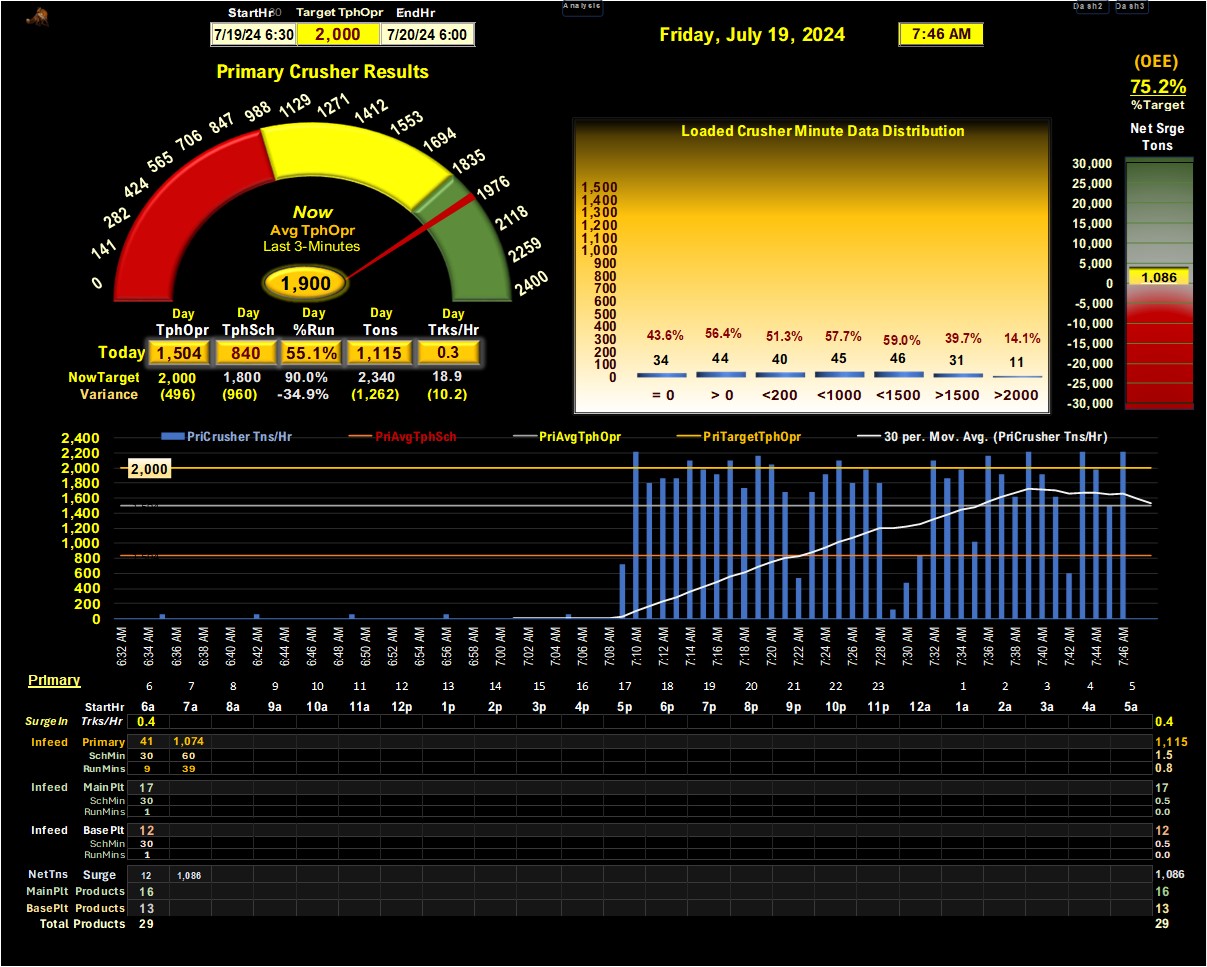 StartHr Target TphOpr EndHr
7/19/24 6:30 2,000 7/20/24 6:00
Analysis
Dash2 Dash3
Friday, July 19, 2024 7:46 AM
(OEE)
75.2%
%Target
Primary Crusher Results
0 141 282 424 565 706 847 988 1129 1271 1412 1553 1694 1835 1976 2118 2259 2400
Now
Avg TphOpr
Last 3-Minutes
1,900
Day Day Day Day Day
TphOpr TphSch %Run Tons Trks/Hr
Today 1,504 840 55.1% 1,115 0.3
NowTarget 2,000 1,800 90.0% 2,340 18.9
Variance (496) (960) -34.9% (1,262) (10.2)
Loaded Crusher Minute Data Distribution
1,500
1,400
1,300
1,200
1,100
1,000
900
800
700
600
500
400
300
200
100
0
43.6% 56.4% 51.3% 57.7% 59.0% 39.7% 14.1%
34 44 40 45 46 31 11
= 0 > 0 <200 <1000 <1500 >1500 >2000
Net Srge
Tons
30,000
25,000
20,000
15,000
10,000
5,000
0
-5,000
-10,000
-15,000
-20,000
-25,000
-30,000
1,086
PriCrusher Tns/Hr PriAvgTphSch PriAvgTphOpr PriTargetTphOpr 30 per. Mov. Avg. (PriCrusher Tns/Hr)
2,400
2,200
2,000
1,800
1,600
1,400
1,200
1,000
800
600
400
200
0
2,000
6:32 AM 6:34 AM 6:36 AM 6:38 AM 6:40 AM 6:42 AM 6:44 AM 6:46 AM 6:48 AM 6:50 AM 6:52 AM 6:54 AM 6:56 AM 6:58 AM 7:00 AM 7:02 AM 7:04 AM 7:06 AM 7:08 AM 7:10 AM 7:12 AM 7:14 AM 7:16 AM 7:18 AM 7:20 AM 7:22 AM 7:24 AM 7:26 AM 7:28 AM 7:30 AM 7:32 AM 7:34 AM 7:36 AM 7:38 AM 7:40 AM 7:42 AM 7:44 AM 7:46 AM
Primary
6 7 8 9 10 11 12 13 14 15 16 17 18 19 20 21 22 23 1 2 3 4 5
StartHr 6a 7a 8a 9a 10a 11a 12p 1p 2p 3p 4p 5p 6p 7p 8p 9p 10p 11p 12a 1a 2a 3a 4a 5a
SurgeIn Trks/Hr 0.4 0.4
Infeed Primary 41 1,074 1,115
SchMin 30 60 1.5
RunMins 9 39 0.8
Infeed Main Plt 17 17
SchMin 30 0.5
RunMins 1 0.0
Infeed Base Plt 12 12
SchMin 30 0.5
RunMins 1 0.0
NetTns Surge 12 1,086 1,086
MainPlt Products 16 16
BasePlt Products 13 13
Total Products 29 29